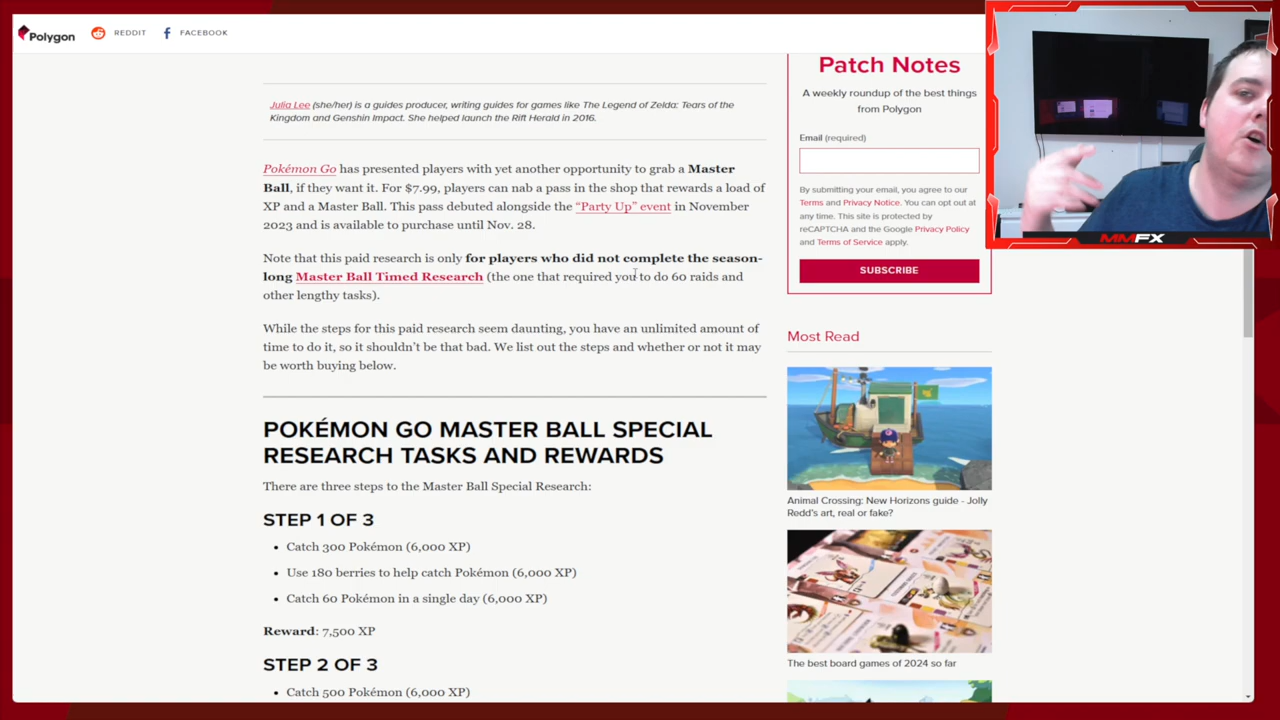 Polygon
REDDIT
FACEBOOK
Julia Lee (she/her) is a guides producer, writing guides for games like The Legend of Zelda: Tears of the
Kingdom and Genshin Impact. She helped launch the Rift Herald in 2016.
Pokémon Go has presented players with yet another opportunity to grab a Master
Ball, if they want it. For $7.99, players can nab a pass in the shop that rewards a load of
XP and a Master Ball. This pass debuted alongside the “Party Up” event in November
2023 and is available to purchase until Nov. 28.
Note that this paid research is only for players who did not complete the season-
long Master Ball Timed Research (the one that required you to do 60 raids and
other lengthy tasks).
While the steps for this paid research seem daunting, you have an unlimited amount of
time to do it, so it shouldn’t be that bad. We list out the steps and whether or not it may
be worth buying below.
POKÉMON GO MASTER BALL SPECIAL
RESEARCH TASKS AND REWARDS
There are three steps to the Master Ball Special Research:
STEP 1 OF 3
• Catch 300 Pokémon (6,000 XP)
• Use 180 berries to help catch Pokémon (6,000 XP)
• Catch 60 Pokémon in a single day (6,000 XP)
Reward: 7,500 XP
STEP 2 OF 3
• Catch 500 Pokémon (6,000 XP)
Patch Notes
A weekly roundup of the best things
from Polygon
Email (required)
By submitting your email, you agree to our
Terms and Privacy Notice. You can opt out at
any time. This site is protected by
reCAPTCHA and the Google Privacy Policy
and Terms of Service apply.
SUBSCRIBE
Most Read
Animal Crossing: New Horizons guide - Jolly
Redd’s art, real or fake?
The best board games of 2024 so far
MMFX